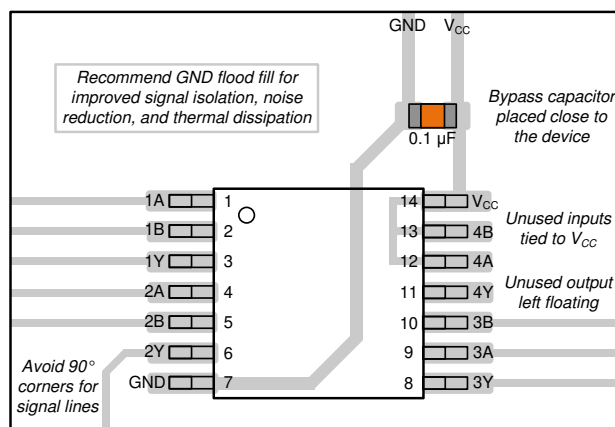 GND VCC
Recommend GND flood fill for
improved signal isolation, noise
reduction, and thermal dissipation
Bypass capacitor
placed close to
the device
0.1 µF
1A 1 14 VCC
1B 2 13 4B
1Y 3 12 4A
2A 4 11 4Y
2B 5 10 3B
2Y 6 9 3A
GND 7 8 3Y
Unused inputs
tied to VCC
Unused output
left floating
Avoid 90°
corners for
signal lines